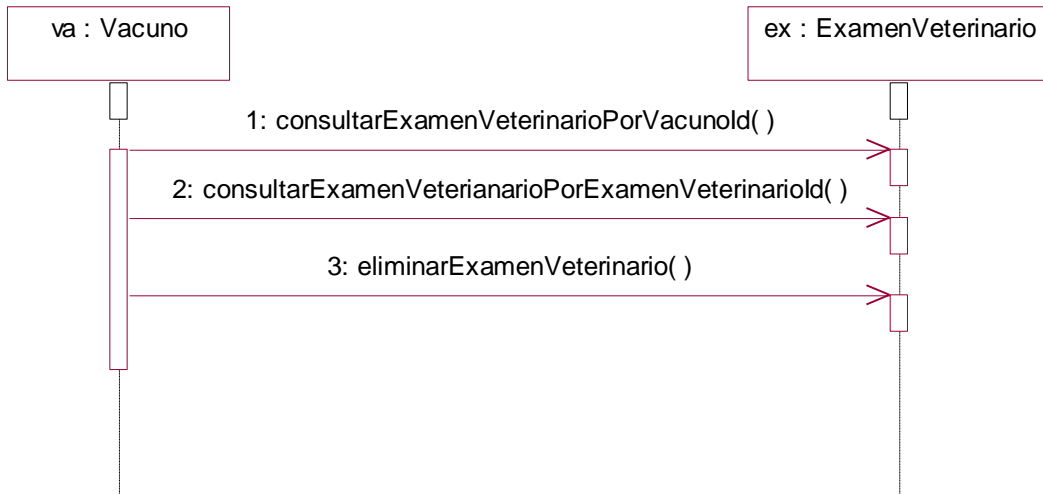 va : Vacuno
ex : ExamenVeterinario
1: consultarExamenVeterinarioPorVacunoId( )
2: consultarExamenVeterianarioPorExamenVeterinarioId( )
3: eliminarExamenVeterinario( )